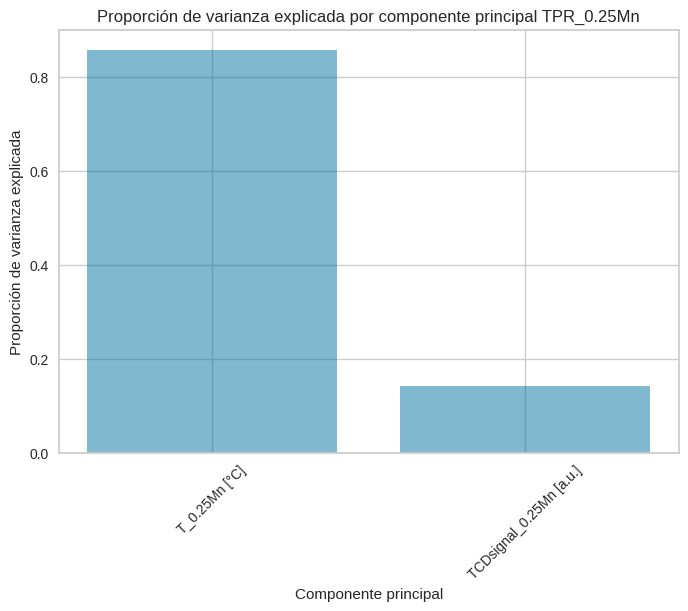 Proporción de varianza explicada por componente principal TPR_0.25Mn
Proporción de varianza explicada
0.8
0.6
0.4
0.2
0.0
T_0.25Mn [°C]
TCDsignal_0.25Mn [a.u.]
Componente principal